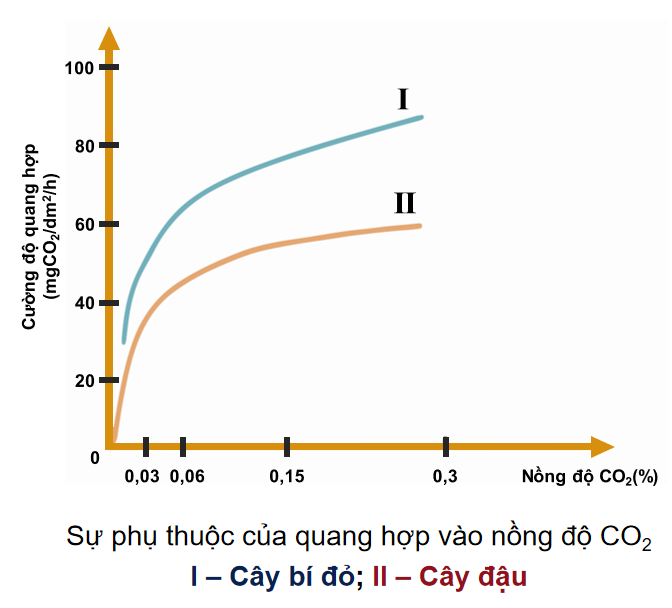 Cường độ quang hợp
(mgCO₂/dm²/h)
100
80
60
40
20
0
I
II
0,03
0,06
0,15
0,3
Nồng độ CO₂(%)
Sự phụ thuộc của quang hợp vào nồng độ CO₂
I – Cây bí đỏ; II – Cây đậu